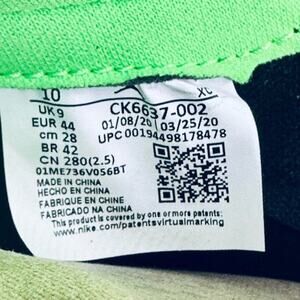 10 XC
UK 9 CK6637-002
EUR 44 01/08/20 03/25/20
cm 28 UPC 00194498178478
BR 42
CN 280(2.5)
01ME736V056BT
MADE IN CHINA
HECHO EN CHINA
FABRIQUE EN CHINE
FABRICADO NA CHINA
This product is covered by one or more patents.
www.nike.com/patentsvirtualmarking